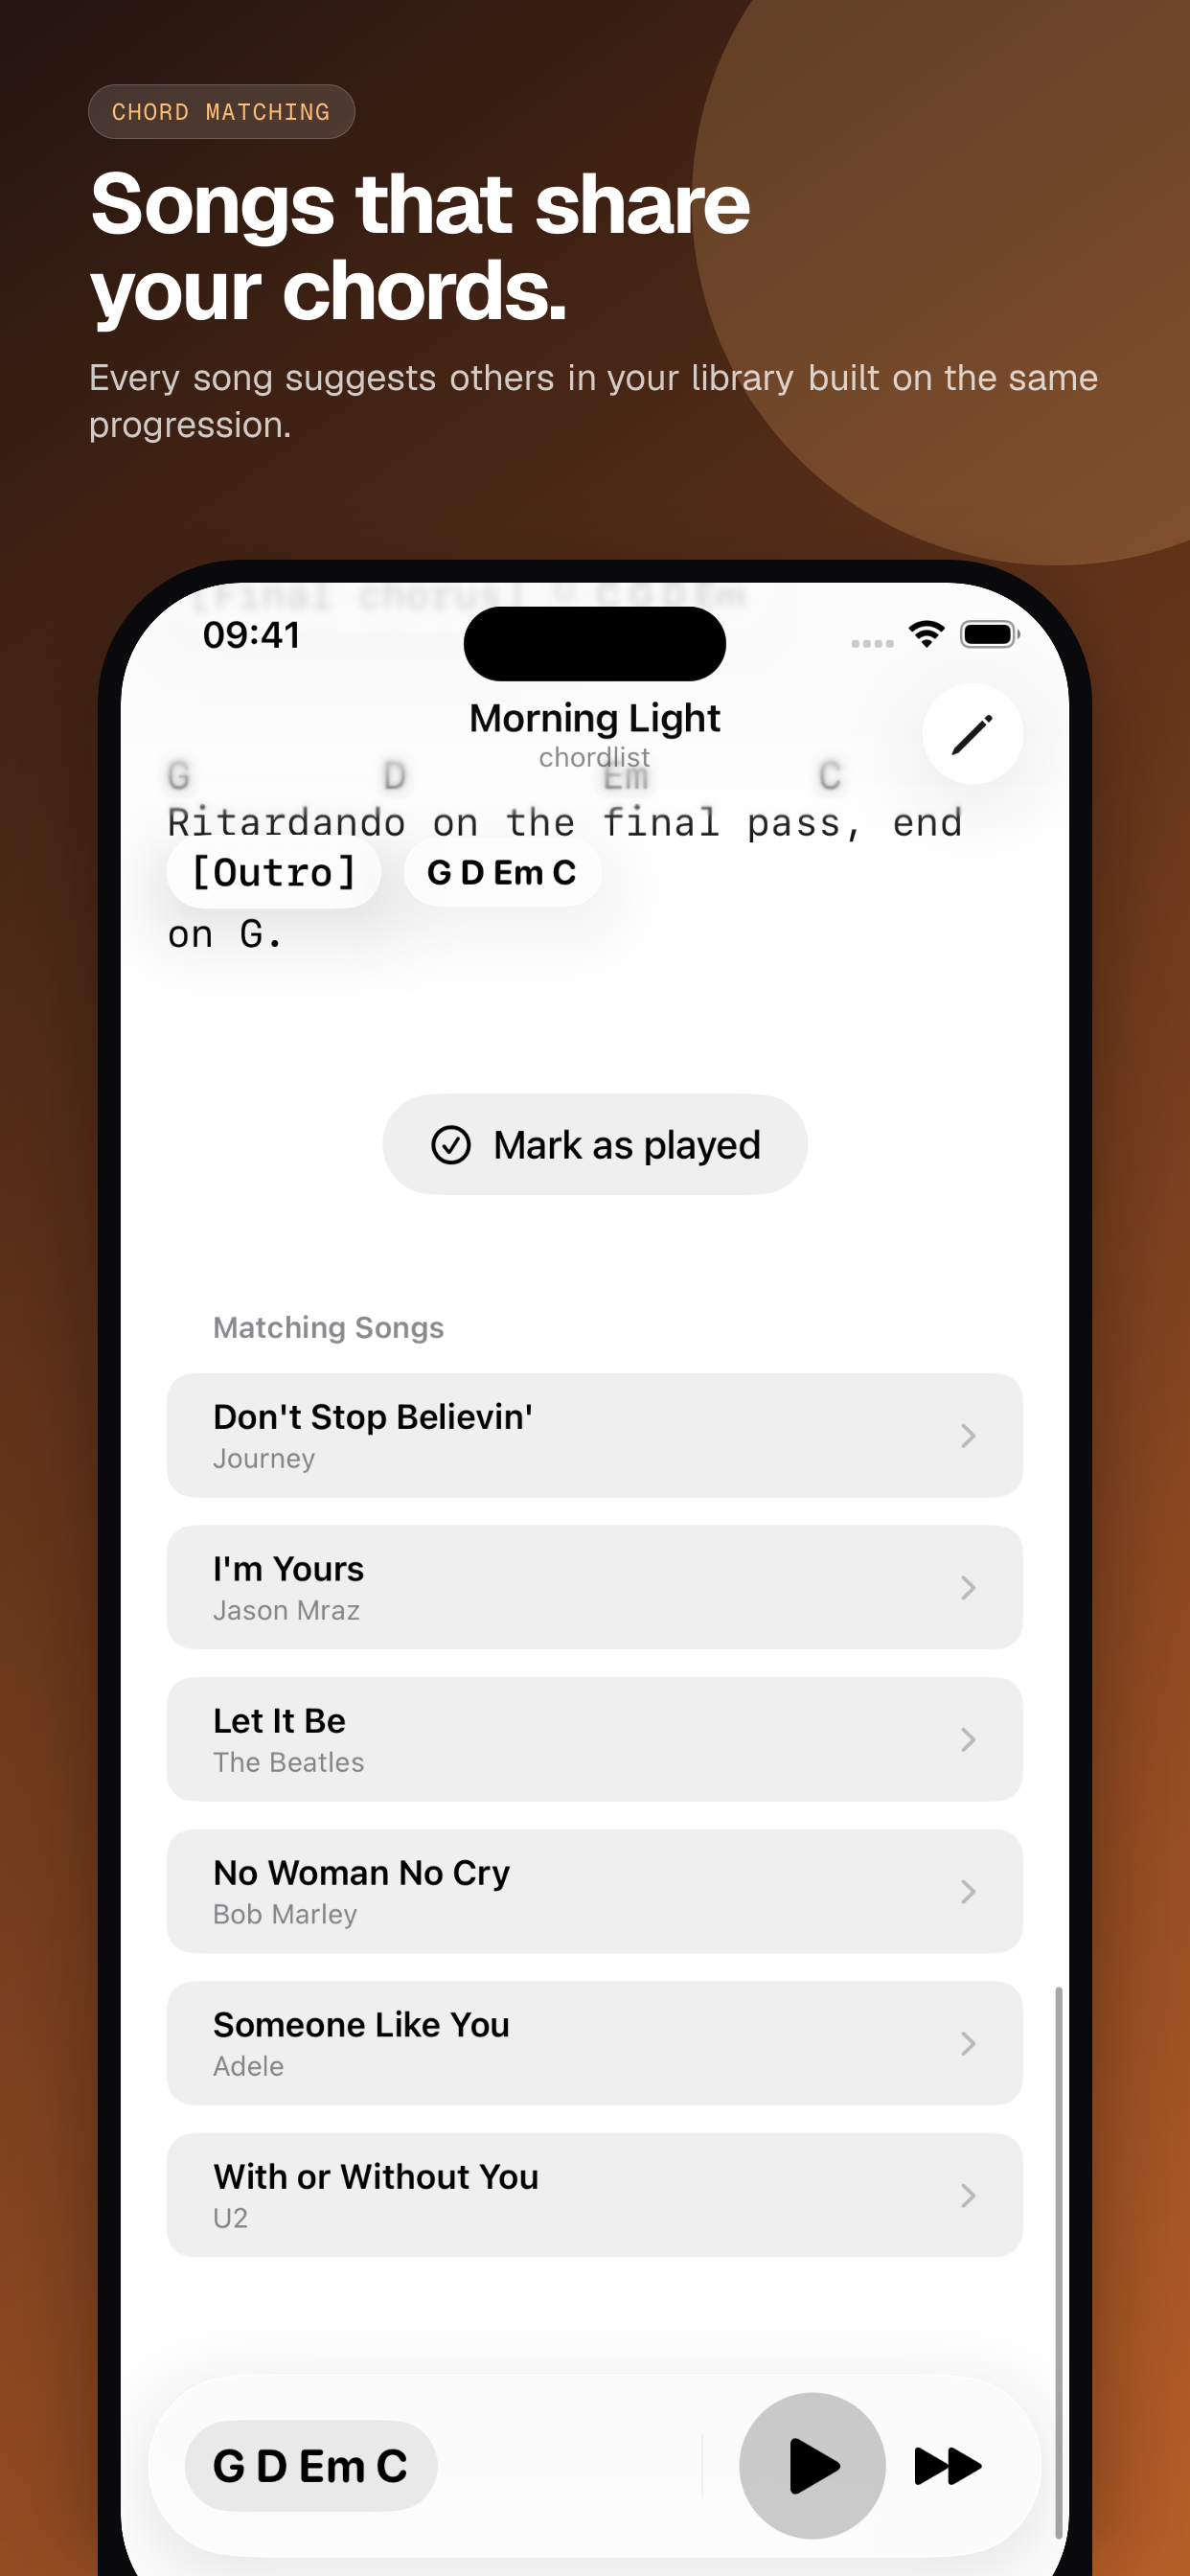 CHORD MATCHING
Songs that share
your chords.
Every song suggests others in your library built on the same
progression.
[Final chorus] G C G D Em
09:41
Morning Light
chordlist
G D Em C
Ritardando on the final pass, end
[Outro] G D Em C
on G.
Mark as played
Matching Songs
Don't Stop Believin'
Journey
I'm Yours
Jason Mraz
Let It Be
The Beatles
No Woman No Cry
Bob Marley
Someone Like You
Adele
With or Without You
U2
G D Em C